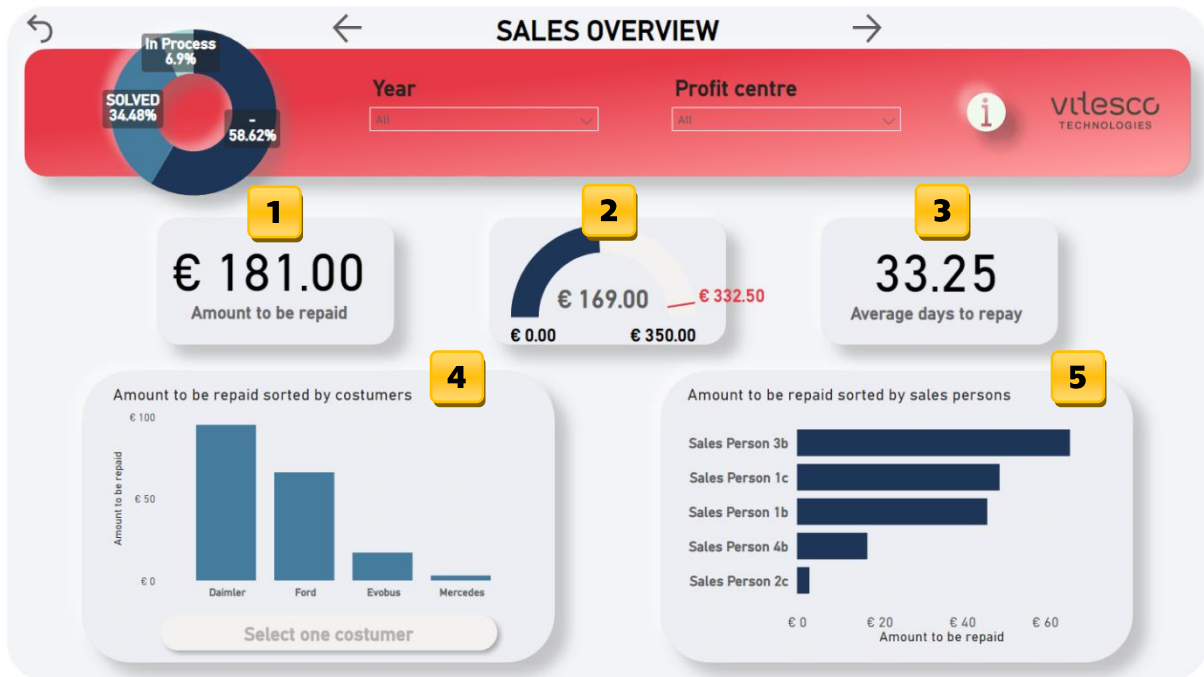 SALES OVERVIEW
In Process
6.9%
SOLVED
34.48%
-
58.62%
Year
All
Profit centre
All
i
vitesco
TECHNOLOGIES
1
€ 181.00
Amount to be repaid
2
€ 169.00
€ 332.50
€ 0.00
€ 350.00
3
33.25
Average days to repay
4
Amount to be repaid sorted by costumers
€ 100
€ 50
€ 0
Amount to be repaid
Daimler
Ford
Evobus
Mercedes
Select one costumer
5
Amount to be repaid sorted by sales persons
Sales Person 3b
Sales Person 1c
Sales Person 1b
Sales Person 4b
Sales Person 2c
€ 0
€ 20
€ 40
€ 60
Amount to be repaid